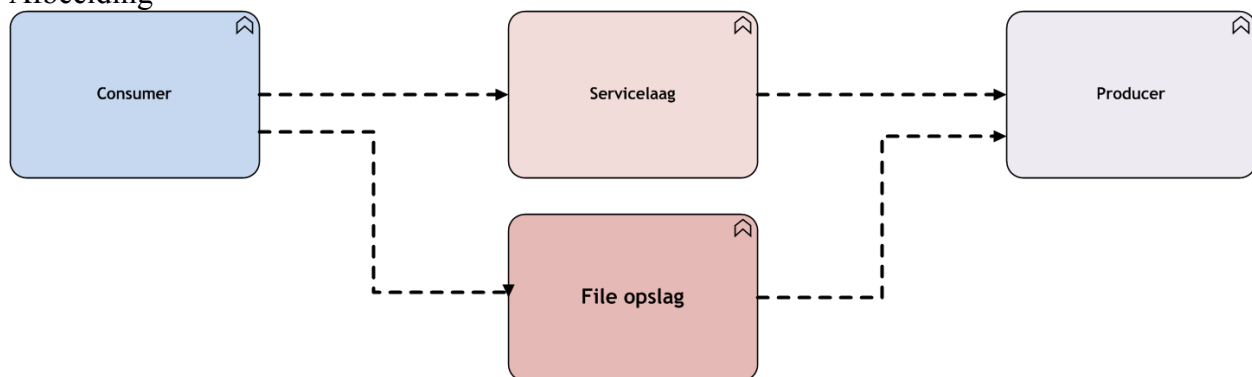 Afbeelding
Consumer
Servicelaag
Producer
File opslag